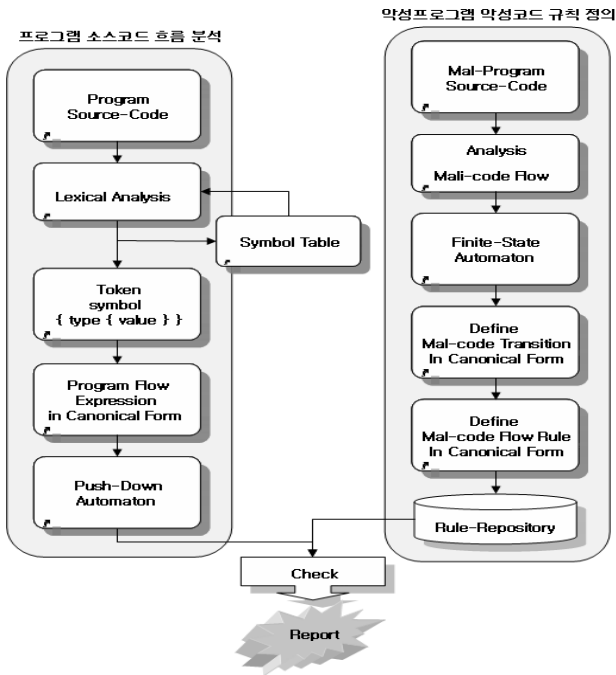 프로그램 소스코드 흐름 분석
Program
Source-Code
Lexical Analysis
Symbol Table
Token
symbol
{ type { value } }
Program Flow
Expression
in Canonical Form
Push-Down
Automaton
악성프로그램 악성코드 규칙 정의
Mal-Program
Source-Code
Analysis
Mali-code Flow
Finite-State
Automaton
Define
Mal-code Transition
In Canonical Form
Define
Mal-code Flow Rule
In Canonical Form
Rule-Repository
Check
Report